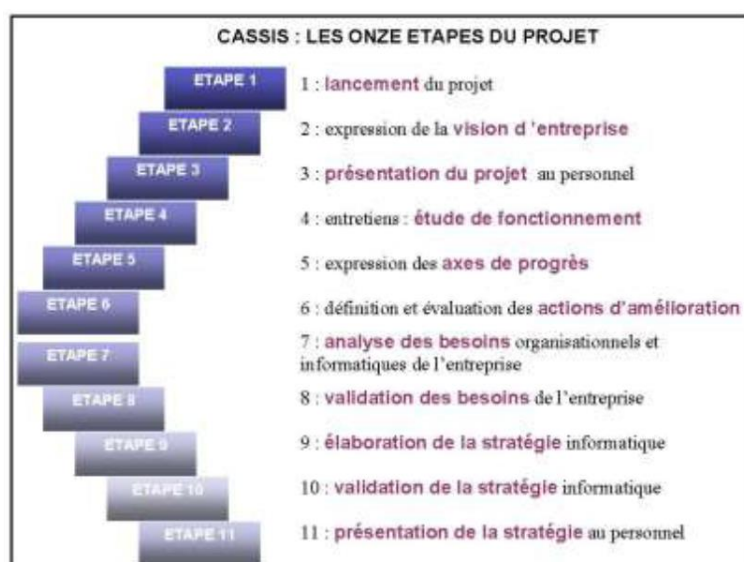 CASSIS : LES ONZE ETAPES DU PROJET
ETAPE 1
1 : lancement du projet
ETAPE 2
2 : expression de la vision d 'entreprise
ETAPE 3
3 : présentation du projet au personnel
ETAPE 4
4 : entretiens : étude de fonctionnement
ETAPE 5
5 : expression des axes de progrès
ETAPE 6
6 : définition et évaluation des actions d'amélioration
ETAPE 7
7 : analyse des besoins organisationnels et
informatiques de l'entreprise
ETAPE 8
8 : validation des besoins de l'entreprise
ETAPE 9
9 : élaboration de la stratégie informatique
ETAPE 10
10 : validation de la stratégie informatique
ETAPE 11
11 : présentation de la stratégie au personnel